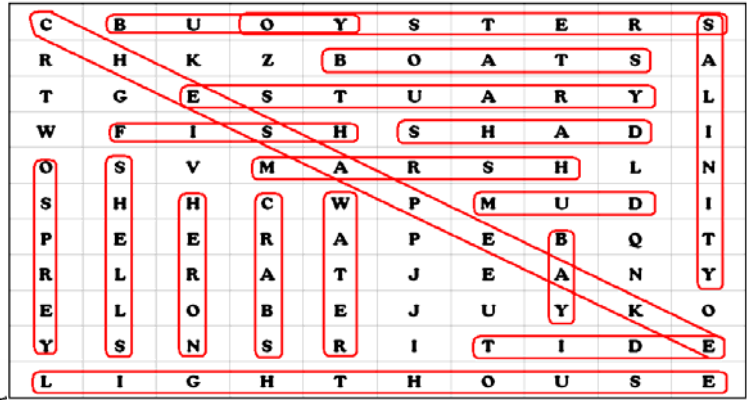 C B U O Y S T E R S
R H K Z B O A T S A
T G E S T U A R Y L
W F I S H S H A D I
O S V M A R S H L N
S H H C W P M U D I
P E E R A P E B Q T
R L R A T J E A N Y
E L O B E J U Y K O
Y S N S R I T I D E
L I G H T H O U S E